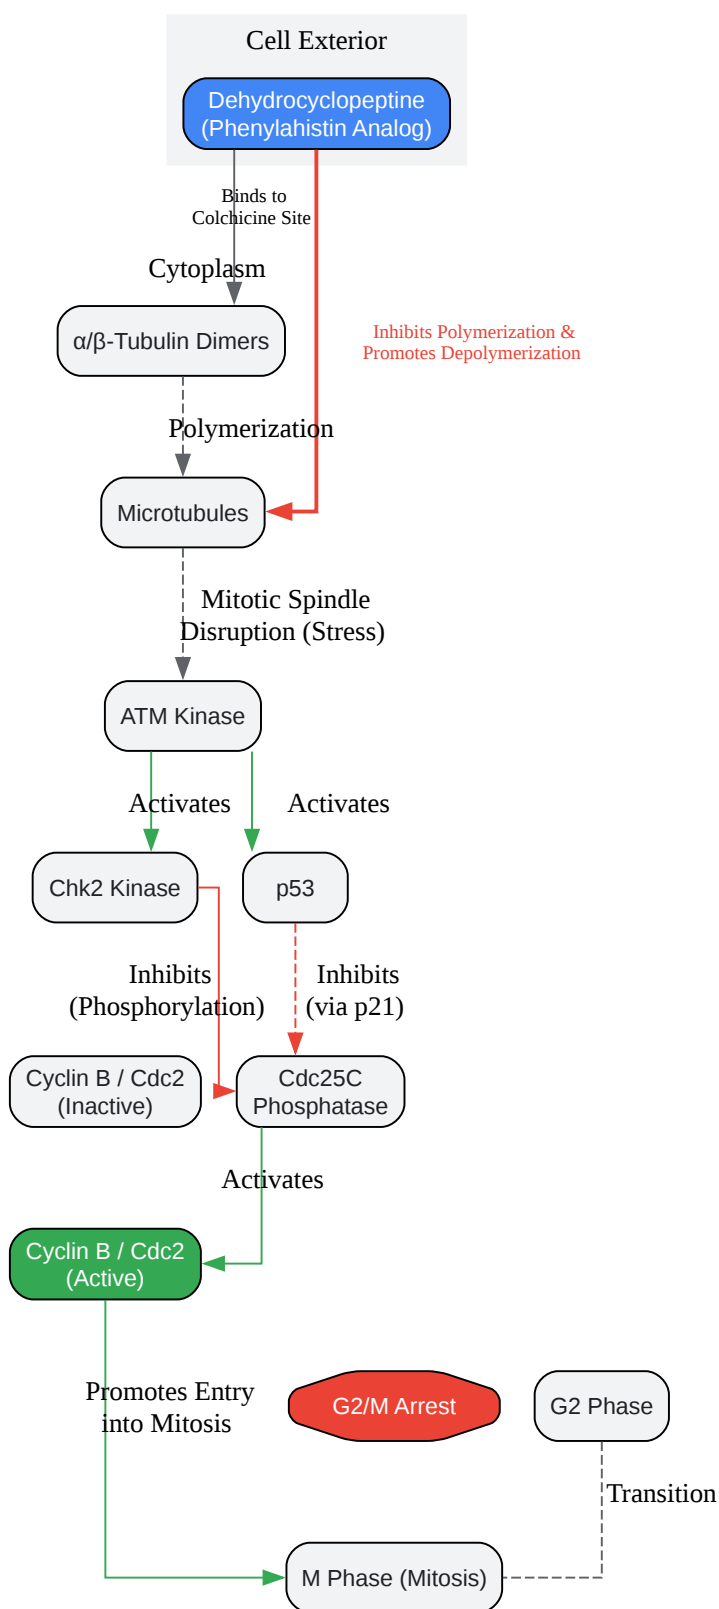 Cell Exterior
Dehydrocyclopeptine
(Phenylahistin Analog)
Binds to
Colchicine Site
Cytoplasm
α/β-Tubulin Dimers
Inhibits Polymerization &
Promotes Depolymerization
Polymerization
Microtubules
Mitotic Spindle
Disruption (Stress)
ATM Kinase
Activates
Activates
Chk2 Kinase
p53
Inhibits
(Phosphorylation)
Inhibits
(via p21)
Cyclin B / Cdc2
(Inactive)
Cdc25C
Phosphatase
Activates
Cyclin B / Cdc2
(Active)
Promotes Entry
into Mitosis
G2/M Arrest
G2 Phase
Transition
M Phase (Mitosis)